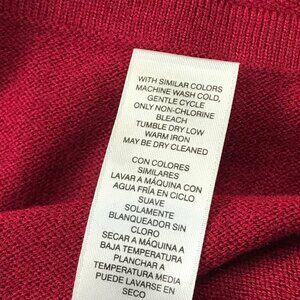 WITH SIMILAR COLORS
MACHINE WASH COLD,
GENTLE CYCLE
ONLY NON-CHLORINE
BLEACH
TUMBLE DRY LOW
WARM IRON
MAY BE DRY CLEANED
CON COLORES
SIMILARES
LAVAR A MÁQUINA CON
AGUA FRÍA EN CICLO
SUAVE
SOLAMENTE
BLANQUEADOR SIN
CLORO
SECAR A MÁQUINA A
BAJA TEMPERATURA
PLANCHAR A
TEMPERATURA MEDIA
PUEDE LAVARSE EN
SECO